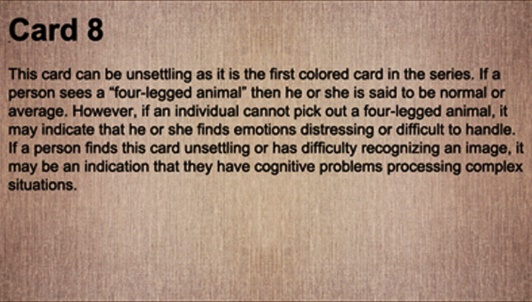 Card 8
This card can be unsettling as it is the first colored card in the series. If a
person sees a “four-legged animal” then he or she is said to be normal or
average. However, if an individual cannot pick out a four-legged animal, it
may indicate that he or she finds emotions distressing or difficult to handle.
If a person finds this card unsettling or has difficulty recognizing an image, it
may be an indication that they have cognitive problems processing complex
situations.